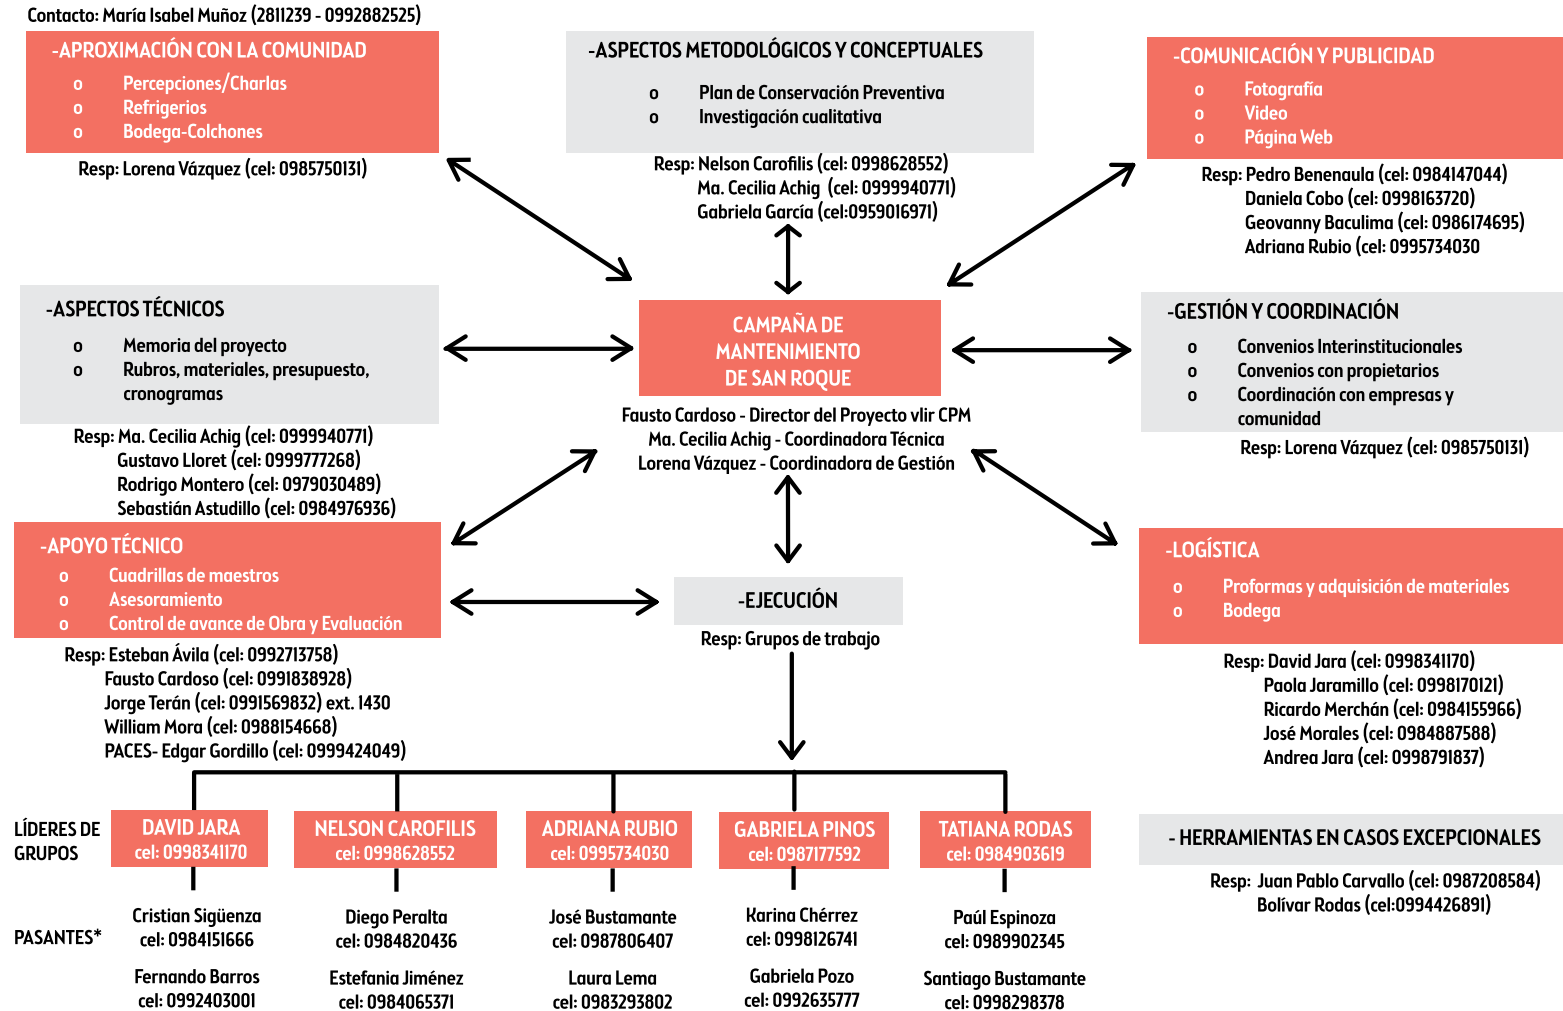 Contacto: María Isabel Muñoz (2811239 - 0992882525)
-APROXIMACIÓN CON LA COMUNIDAD
o Percepciones/Charlas
o Refrigerios
o Bodega-Colchones
Resp: Lorena Vázquez (cel: 0985750131)
-ASPECTOS METODOLÓGICOS Y CONCEPTUALES
o Plan de Conservación Preventiva
o Investigación cualitativa
Resp: Nelson Carofilis (cel: 0998628552)
Ma. Cecilia Achig (cel: 0999940771)
Gabriela García (cel:0959016971)
-COMUNICACIÓN Y PUBLICIDAD
o Fotografía
o Video
o Página Web
Resp: Pedro Benenaula (cel: 0984147044)
Daniela Cobo (cel: 0998163720)
Geovanny Baculima (cel: 0986174695)
Adriana Rubio (cel: 0995734030
-ASPECTOS TÉCNICOS
o Memoria del proyecto
o Rubros, materiales, presupuesto,
cronogramas
Resp: Ma. Cecilia Achig (cel: 0999940771)
Gustavo Lloret (cel: 0999777268)
Rodrigo Montero (cel: 0979030489)
Sebastián Astudillo (cel: 0984976936)
CAMPAÑA DE
MANTENIMIENTO
DE SAN ROQUE
Fausto Cardoso - Director del Proyecto vlir CPM
Ma. Cecilia Achig - Coordinadora Técnica
Lorena Vázquez - Coordinadora de Gestión
-GESTIÓN Y COORDINACIÓN
o Convenios Interinstitucionales
o Convenios con propietarios
o Coordinación con empresas y
comunidad
Resp: Lorena Vázquez (cel: 0985750131)
-APOYO TÉCNICO
o Cuadrillas de maestros
o Asesoramiento
o Control de avance de Obra y Evaluación
Resp: Esteban Ávila (cel: 0992713758)
Fausto Cardoso (cel: 0991838928)
Jorge Terán (cel: 0991569832) ext. 1430
William Mora (cel: 0988154668)
PACES- Edgar Gordillo (cel: 0999424049)
-EJECUCIÓN
Resp: Grupos de trabajo
-LOGÍSTICA
o Proformas y adquisición de materiales
o Bodega
Resp: David Jara (cel: 0998341170)
Paola Jaramillo (cel: 0998170121)
Ricardo Merchán (cel: 0984155966)
José Morales (cel: 0984887588)
Andrea Jara (cel: 0998791837)
LÍDERES DE
GRUPOS
DAVID JARA
cel: 0998341170
NELSON CAROFILIS
cel: 0998628552
ADRIANA RUBIO
cel: 0995734030
GABRIELA PINOS
cel: 0987177592
TATIANA RODAS
cel: 0984903619
- HERRAMIENTAS EN CASOS EXCEPCIONALES
Resp: Juan Pablo Carvallo (cel: 0987208584)
Bolívar Rodas (cel:0994426891)
PASANTES*
Cristian Sigüenza
cel: 0984151666
Diego Peralta
cel: 0984820436
José Bustamante
cel: 0987806407
Karina Chérrez
cel: 0998126741
Paúl Espinoza
cel: 0989902345
Fernando Barros
cel: 0992403001
Estefania Jiménez
cel: 0984065371
Laura Lema
cel: 0983293802
Gabriela Pozo
cel: 0992635777
Santiago Bustamante
cel: 0998298378